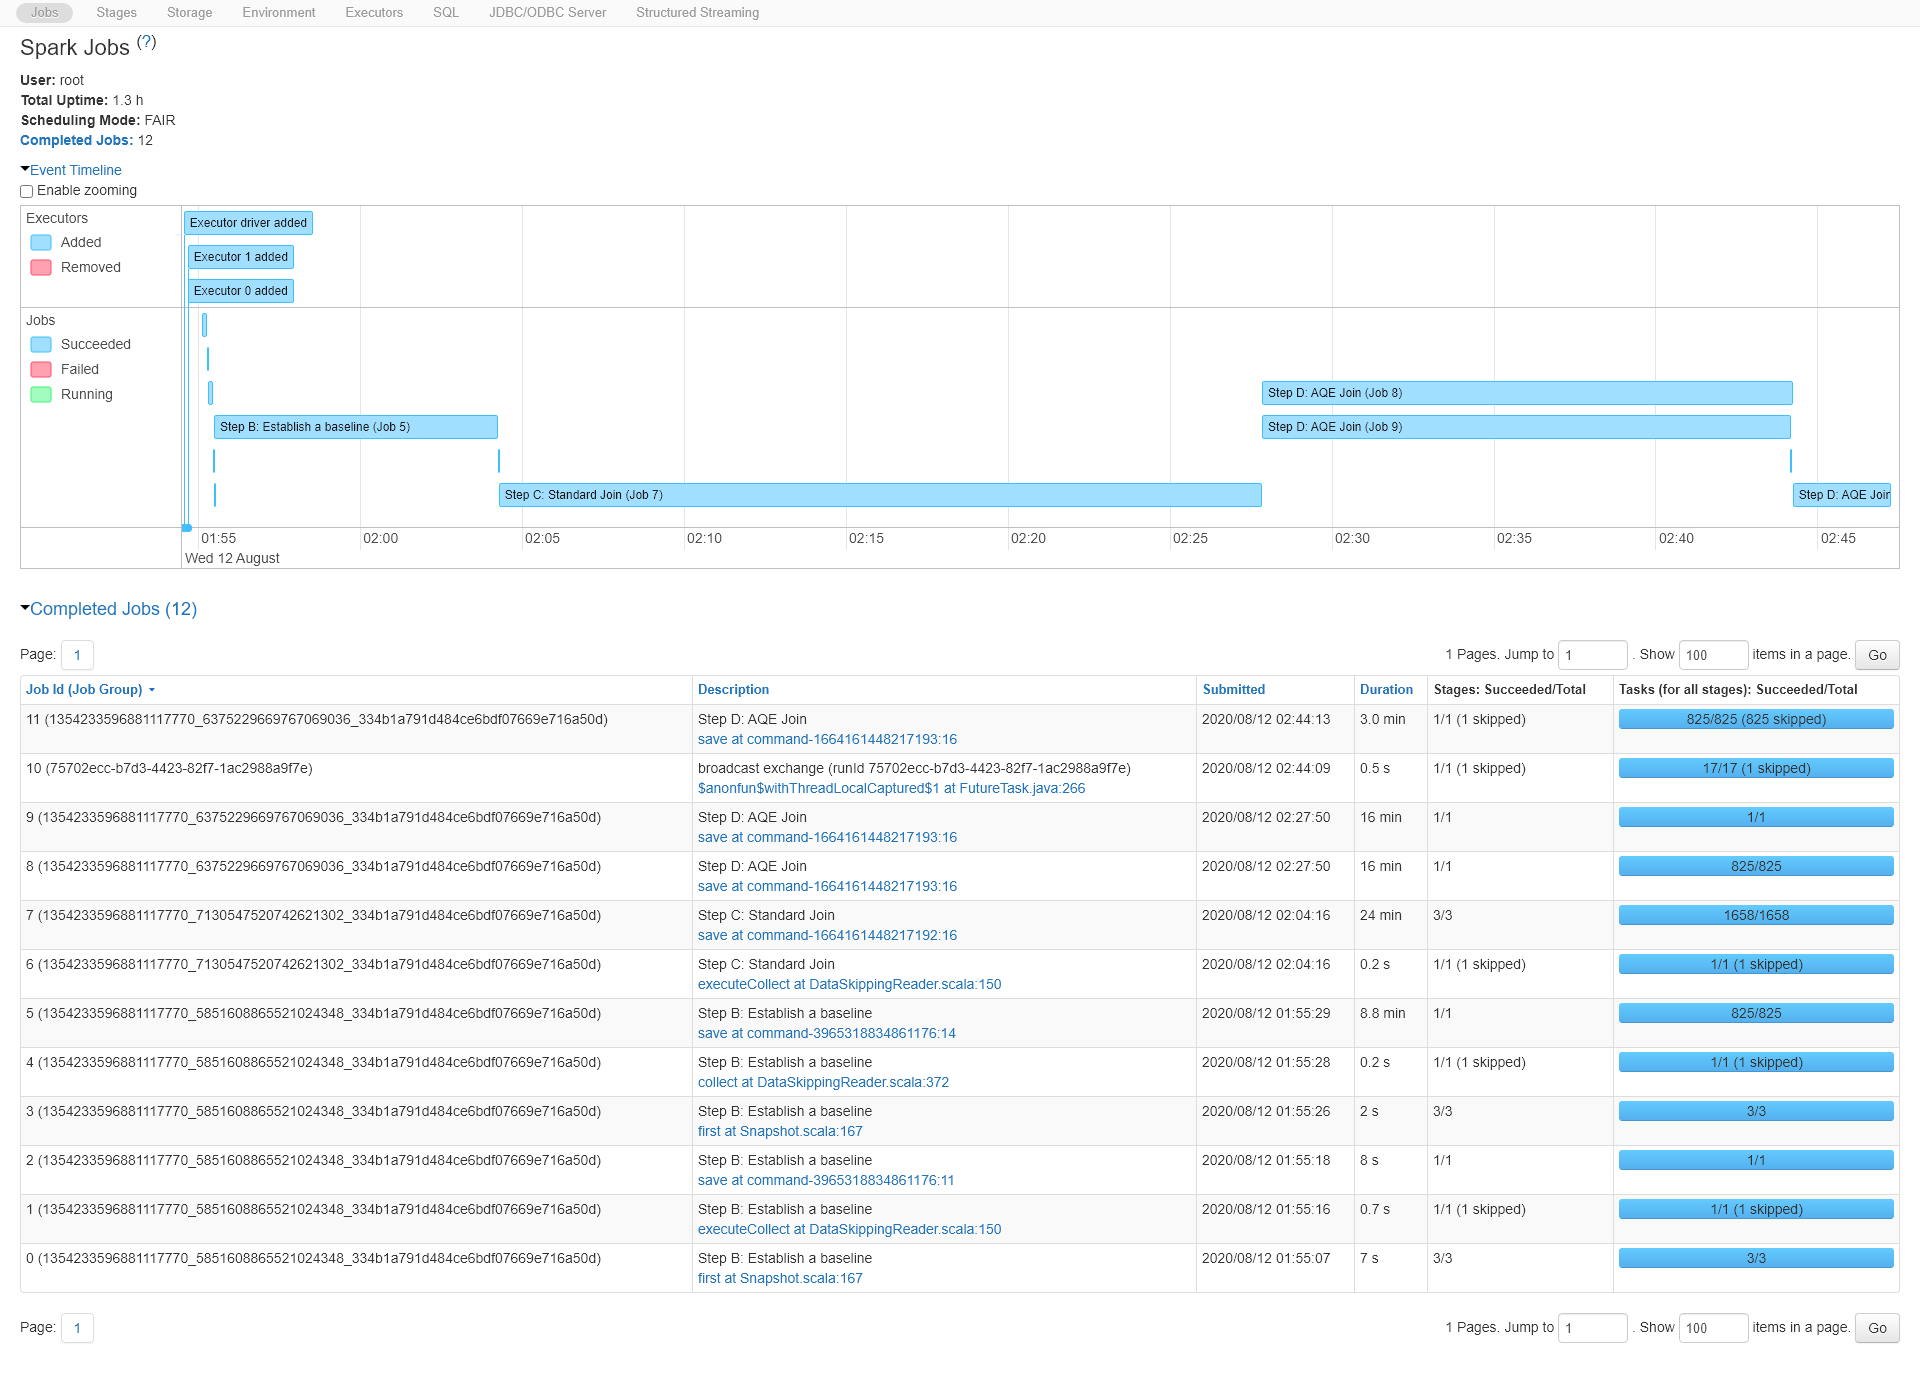 Jobs Stages Storage Environment Executors SQL JDBC/ODBC Server Structured Streaming
Spark Jobs (?)
User: root
Total Uptime: 1.3 h
Scheduling Mode: FAIR
Completed Jobs: 12
Event Timeline
Enable zooming
Executors
Added
Removed
Executor driver added
Executor 1 added
Executor 0 added
Jobs
Succeeded
Failed
Running
Step D: AQE Join (Job 8)
Step B: Establish a baseline (Job 5)
Step D: AQE Join (Job 9)
Step C: Standard Join (Job 7)
Step D: AQE Join
01:55 02:00 02:05 02:10 02:15 02:20 02:25 02:30 02:35 02:40 02:45
Wed 12 August
Completed Jobs (12)
Page: 1 1 Pages. Jump to 1 . Show 100 items in a page. Go
Job Id (Job Group) Description Submitted Duration Stages: Succeeded/Total Tasks (for all stages): Succeeded/Total
11 (1354233596881117770_6375229669767069036_334b1a791d484ce6bdf07669e716a50d) Step D: AQE Join 2020/08/12 02:44:13 3.0 min 1/1 (1 skipped) 825/825 (825 skipped)
save at command-1664161448217193:16
10 (75702ecc-b7d3-4423-82f7-1ac2988a9f7e) broadcast exchange (runId 75702ecc-b7d3-4423-82f7-1ac2988a9f7e) 2020/08/12 02:44:09 0.5 s 1/1 (1 skipped) 17/17 (1 skipped)
$anonfun$withThreadLocalCaptured$1 at FutureTask.java:266
9 (1354233596881117770_6375229669767069036_334b1a791d484ce6bdf07669e716a50d) Step D: AQE Join 2020/08/12 02:27:50 16 min 1/1 1/1
save at command-1664161448217193:16
8 (1354233596881117770_6375229669767069036_334b1a791d484ce6bdf07669e716a50d) Step D: AQE Join 2020/08/12 02:27:50 16 min 1/1 825/825
save at command-1664161448217193:16
7 (1354233596881117770_7130547520742621302_334b1a791d484ce6bdf07669e716a50d) Step C: Standard Join 2020/08/12 02:04:16 24 min 3/3 1658/1658
save at command-1664161448217192:16
6 (1354233596881117770_7130547520742621302_334b1a791d484ce6bdf07669e716a50d) Step C: Standard Join 2020/08/12 02:04:16 0.2 s 1/1 (1 skipped) 1/1 (1 skipped)
executeCollect at DataSkippingReader.scala:150
5 (1354233596881117770_5851608865521024348_334b1a791d484ce6bdf07669e716a50d) Step B: Establish a baseline 2020/08/12 01:55:29 8.8 min 1/1 825/825
save at command-3965318834861176:14
4 (1354233596881117770_5851608865521024348_334b1a791d484ce6bdf07669e716a50d) Step B: Establish a baseline 2020/08/12 01:55:28 0.2 s 1/1 (1 skipped) 1/1 (1 skipped)
collect at DataSkippingReader.scala:372
3 (1354233596881117770_5851608865521024348_334b1a791d484ce6bdf07669e716a50d) Step B: Establish a baseline 2020/08/12 01:55:26 2 s 3/3 3/3
first at Snapshot.scala:167
2 (1354233596881117770_5851608865521024348_334b1a791d484ce6bdf07669e716a50d) Step B: Establish a baseline 2020/08/12 01:55:18 8 s 1/1 1/1
save at command-3965318834861176:11
1 (1354233596881117770_5851608865521024348_334b1a791d484ce6bdf07669e716a50d) Step B: Establish a baseline 2020/08/12 01:55:16 0.7 s 1/1 (1 skipped) 1/1 (1 skipped)
executeCollect at DataSkippingReader.scala:150
0 (1354233596881117770_5851608865521024348_334b1a791d484ce6bdf07669e716a50d) Step B: Establish a baseline 2020/08/12 01:55:07 7 s 3/3 3/3
first at Snapshot.scala:167
Page: 1 1 Pages. Jump to 1 . Show 100 items in a page. Go